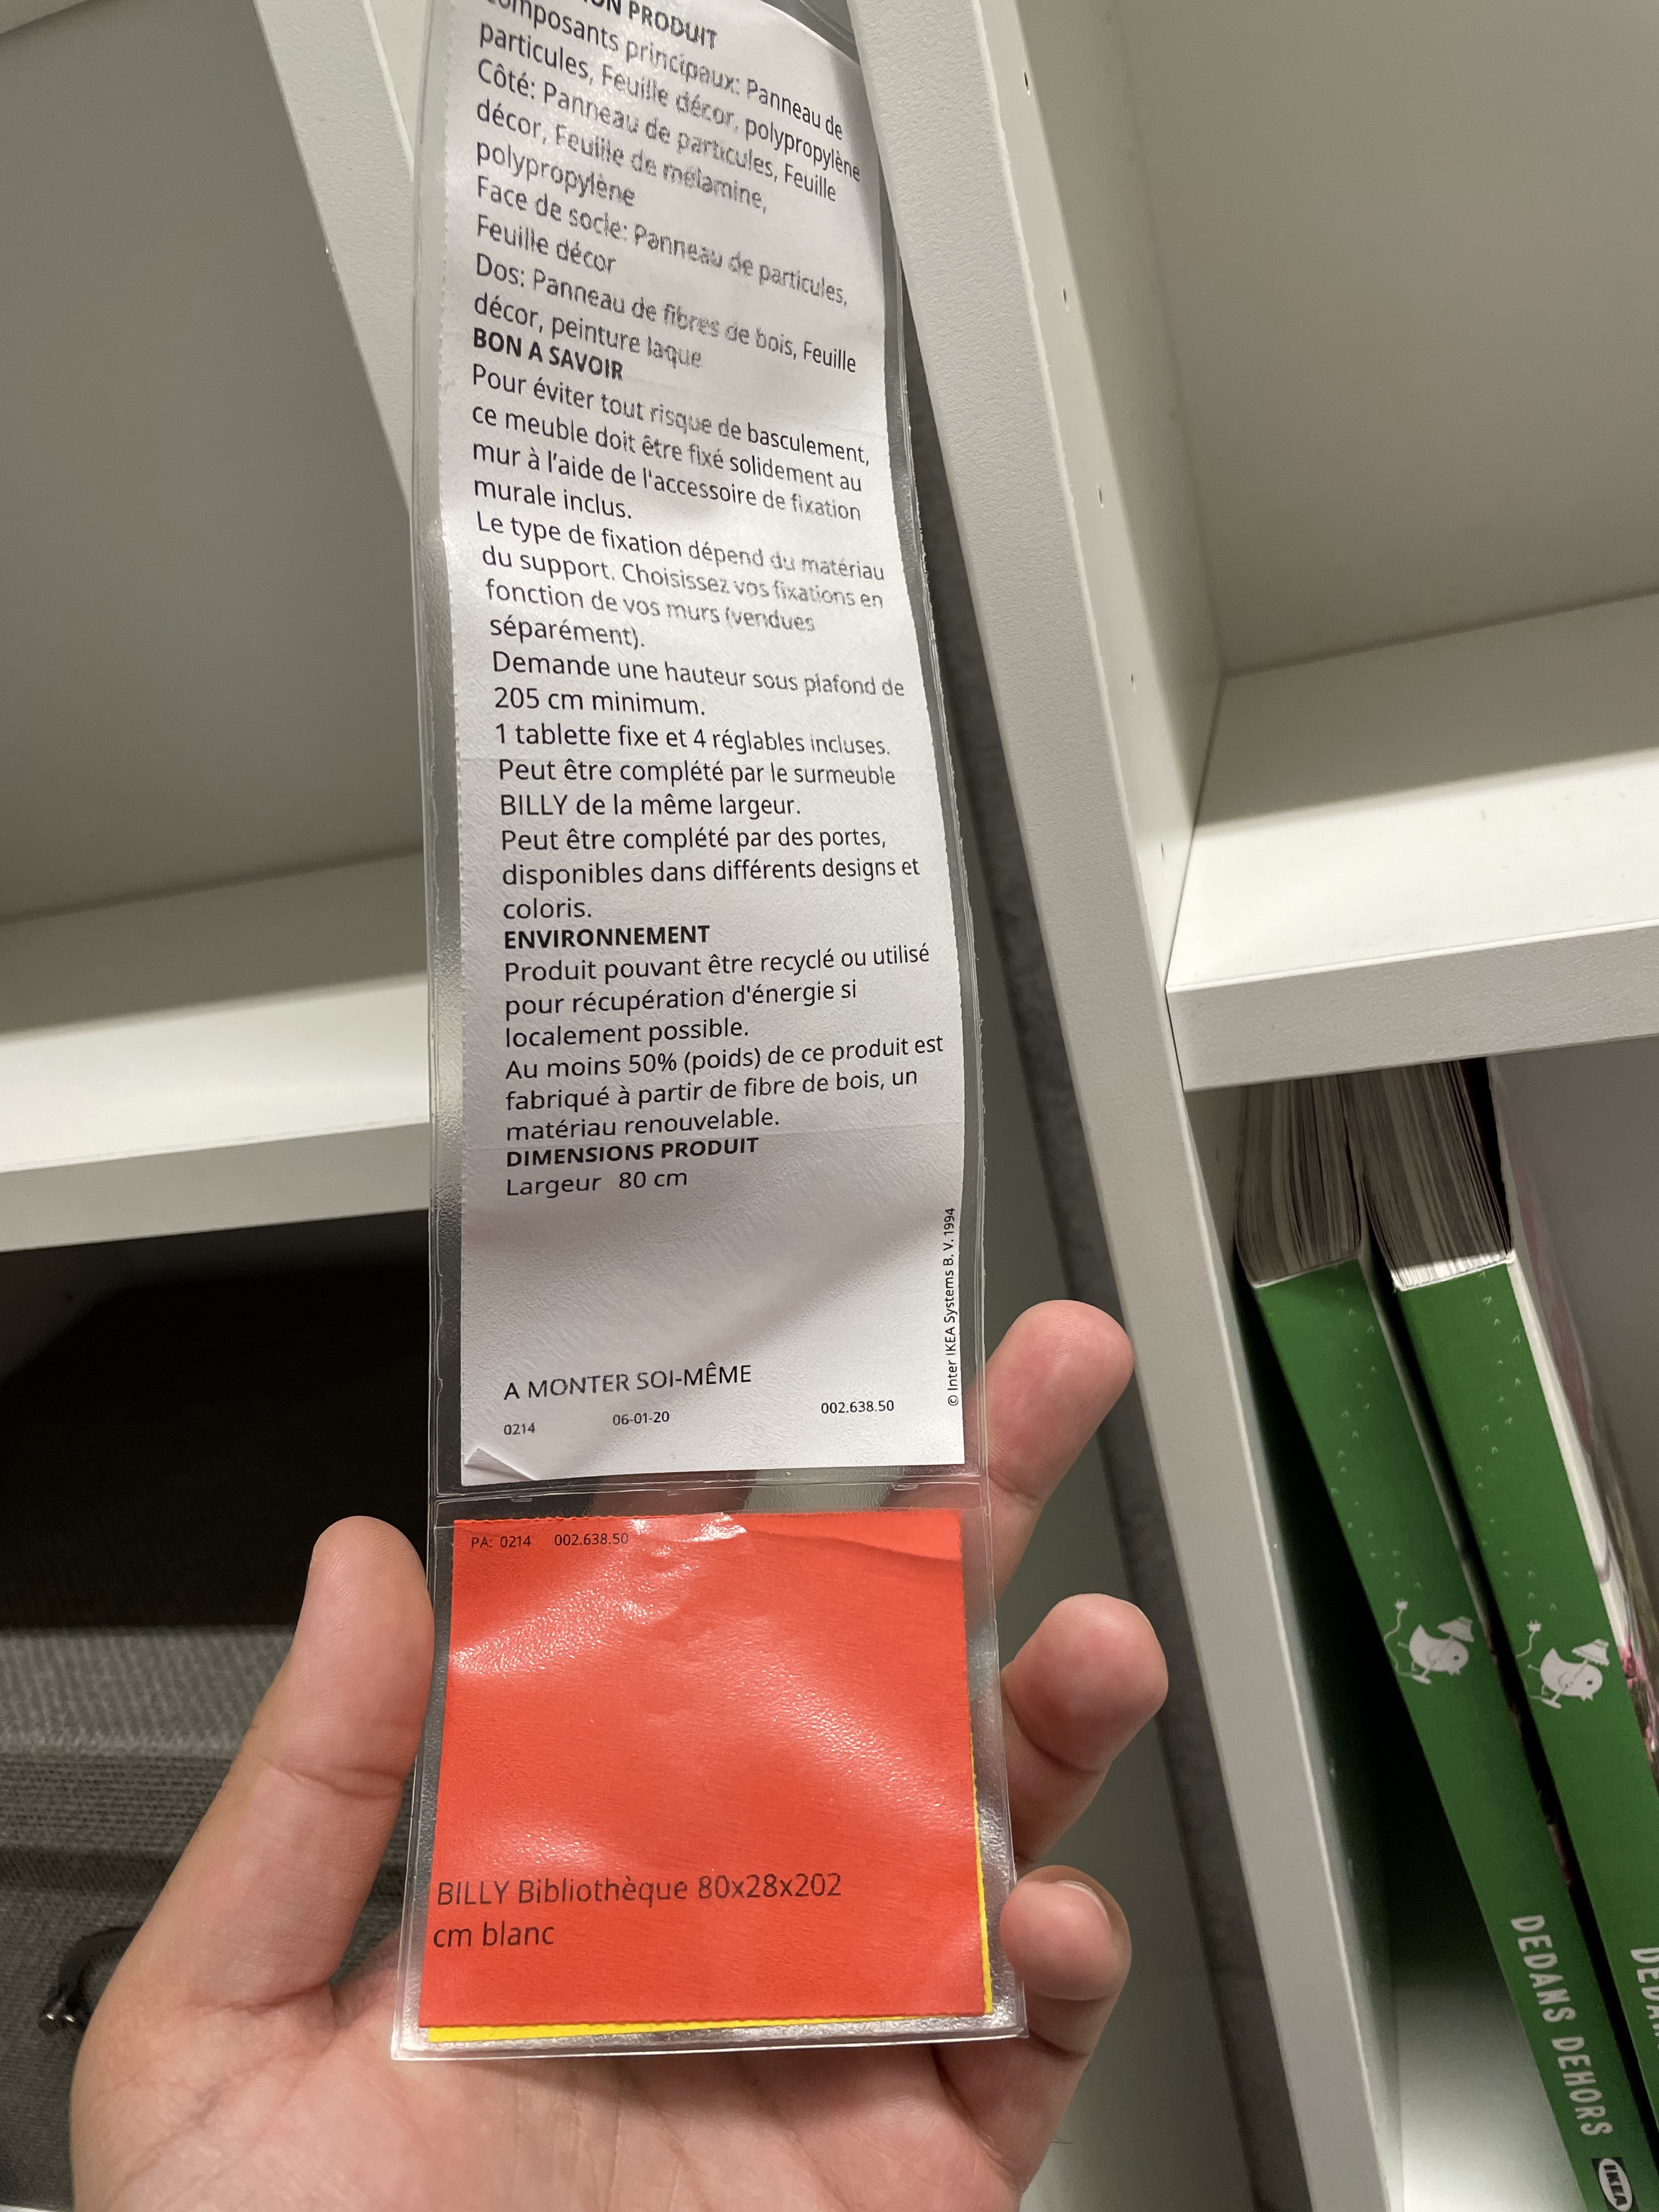 PRODUIT
composants principaux: Panneau de
particules, Feuille décor, polypropylène
Côté: Panneau de particules, Feuille
décor, Feuille de mélamine,
polypropylène
Face de socle: Panneau de particules,
Feuille décor
Dos: Panneau de fibres de bois, Feuille
décor, peinture laque
BON A SAVOIR
Pour éviter tout risque de basculement,
ce meuble doit être fixé solidement au
mur à l'aide de l'accessoire de fixation
murale inclus.
Le type de fixation dépend du matériau
du support. Choisissez vos fixations en
fonction de vos murs (vendues
séparément).
Demande une hauteur sous plafond de
205 cm minimum.
1 tablette fixe et 4 réglables incluses.
Peut être complété par le surmeuble
BILLY de la même largeur.
Peut être complété par des portes,
disponibles dans différents designs et
coloris.
ENVIRONNEMENT
Produit pouvant être recyclé ou utilisé
pour récupération d'énergie si
localement possible.
Au moins 50% (poids) de ce produit est
fabriqué à partir de fibre de bois, un
matériau renouvelable.
DIMENSIONS PRODUIT
Largeur 80 cm
© Inter IKEA Systems B. V. 1994
A MONTER SOI-MÊME
0214 06-01-20 002.638.50
PA: 0214 002.638.50
BILLY Bibliothèque 80x28x202
cm blanc
DEDANS DEHORS
IKEA